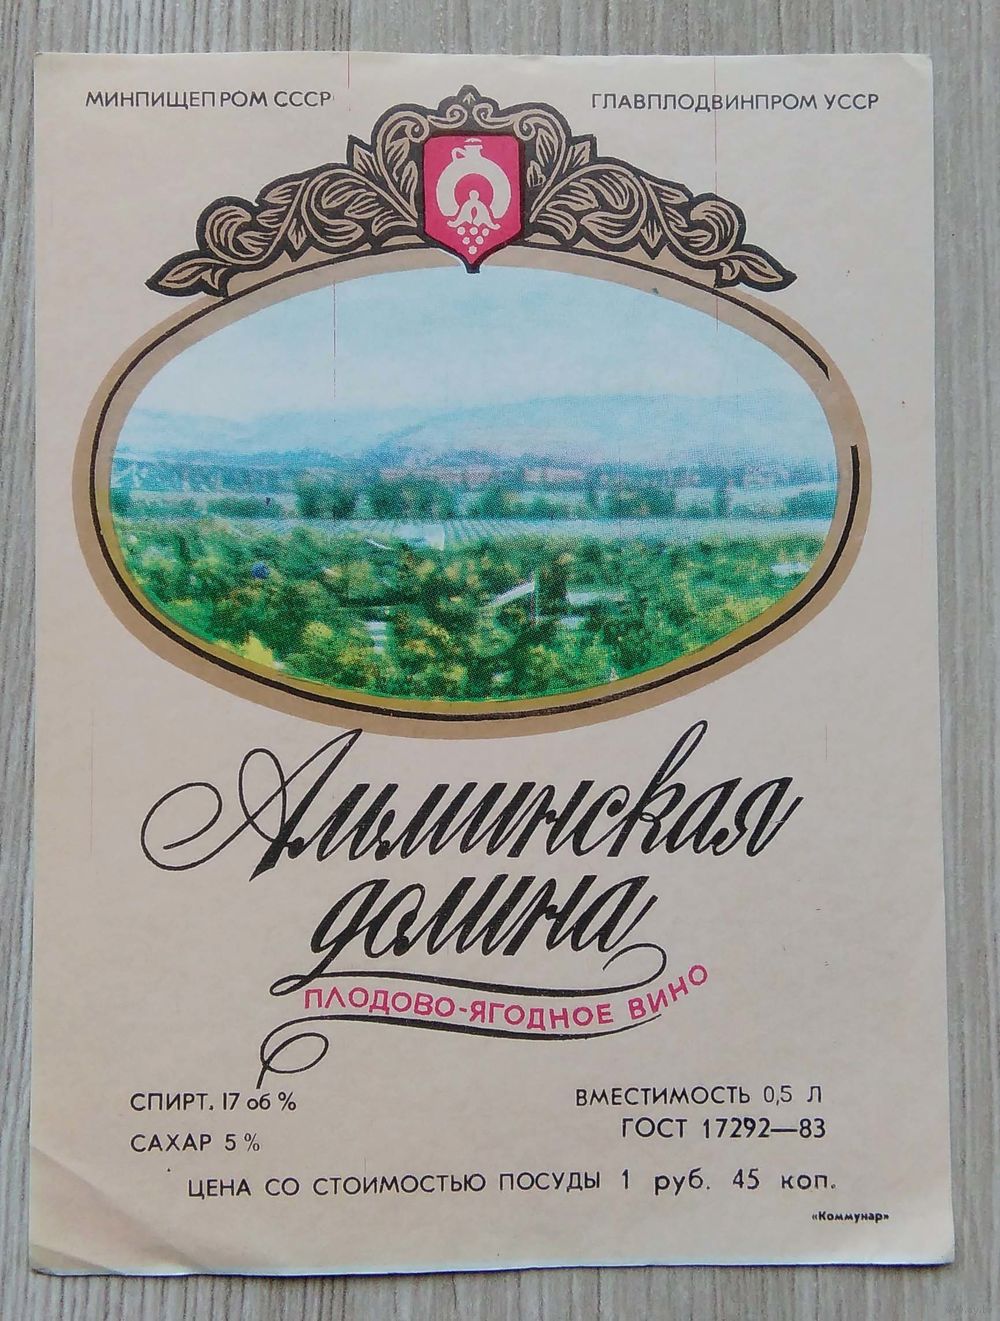 МИНПИЩЕПРОМ СССР
ГЛАВПЛОДВИНПРОМ УССР
Альминская
долина
ПЛОДОВО-ЯГОДНОЕ ВИНО
СПИРТ. 17 об %
САХАР 5 %
ВМЕСТИМОСТЬ 0,5 Л
ГОСТ 17292—83
ЦЕНА СО СТОИМОСТЬЮ ПОСУДЫ 1 руб. 45 коп.
«Коммунар»